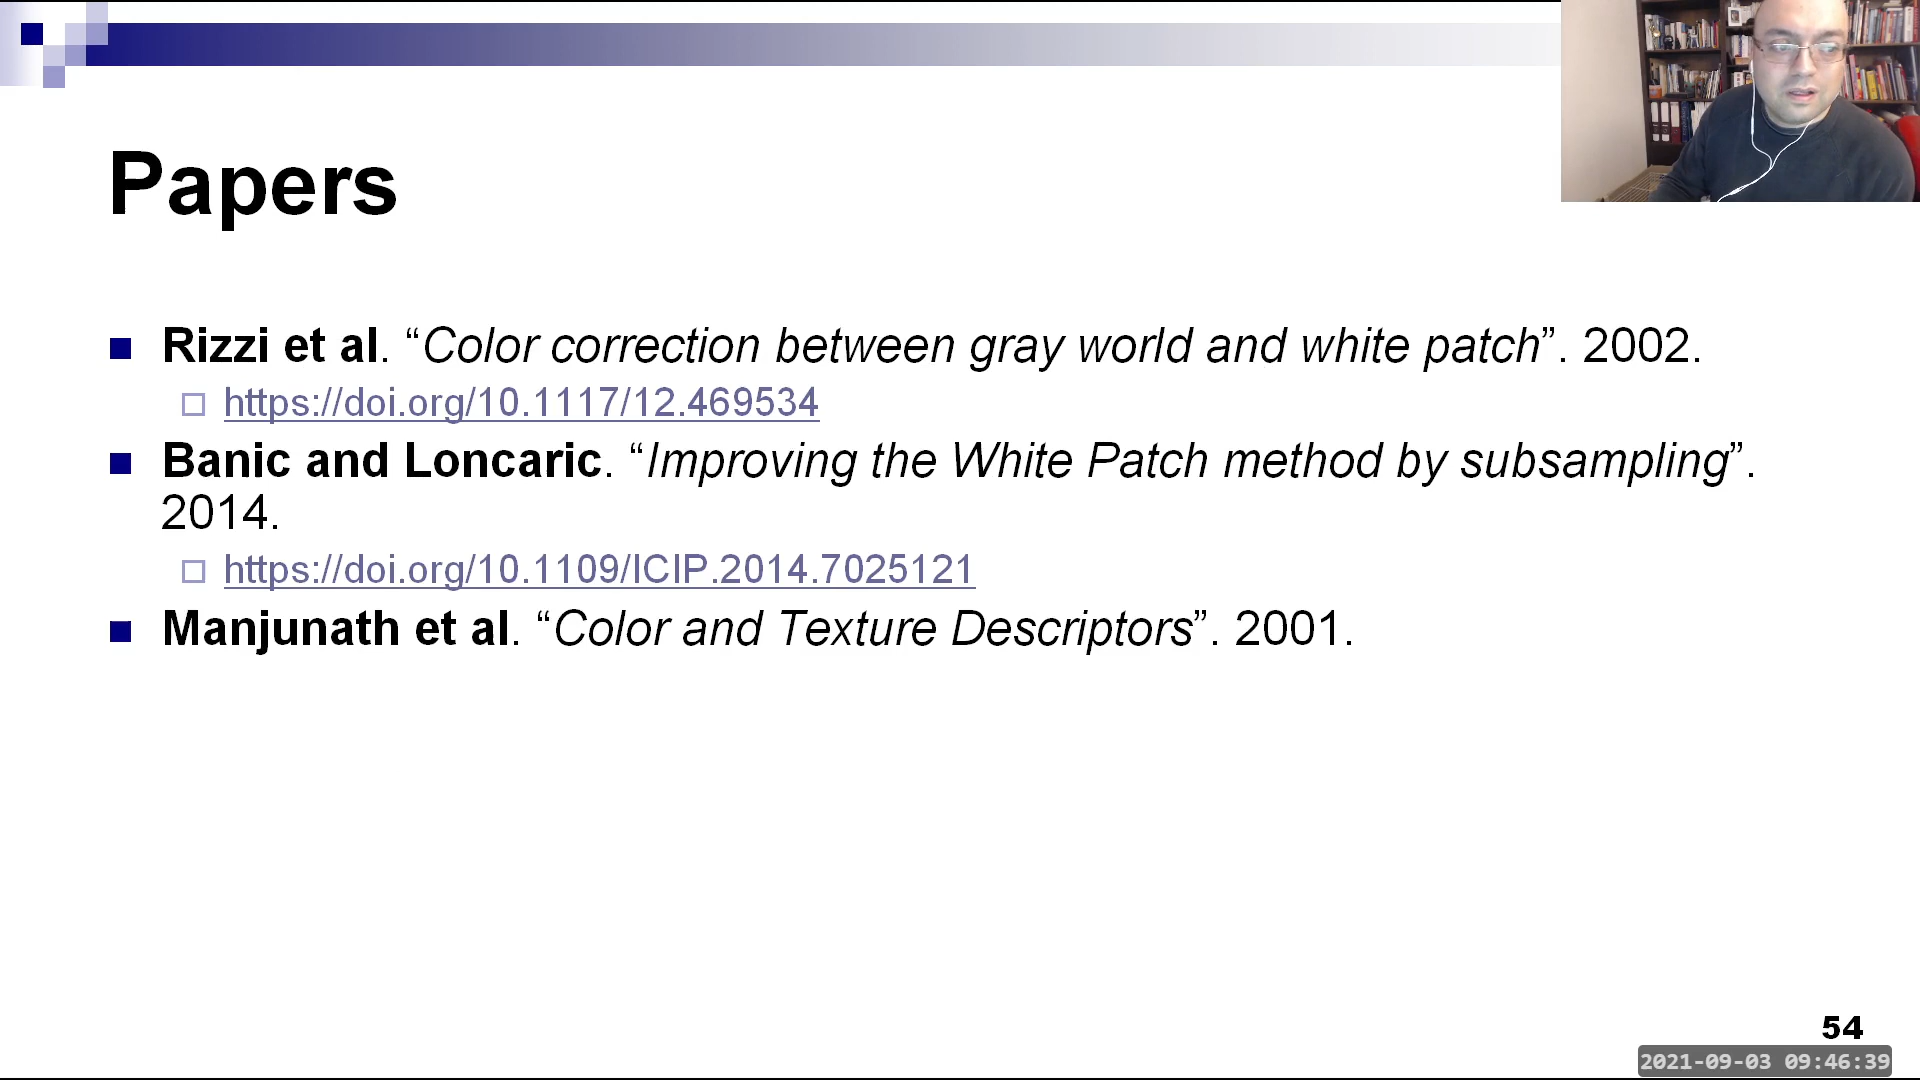 Papers
Rizzi et al. “Color correction between gray world and white patch”. 2002.
https://doi.org/10.1117/12.469534
Banic and Loncaric. “Improving the White Patch method by subsampling”.
2014.
https://doi.org/10.1109/ICIP.2014.7025121
Manjunath et al. “Color and Texture Descriptors”. 2001.
54
2021-09-03 09:46:39